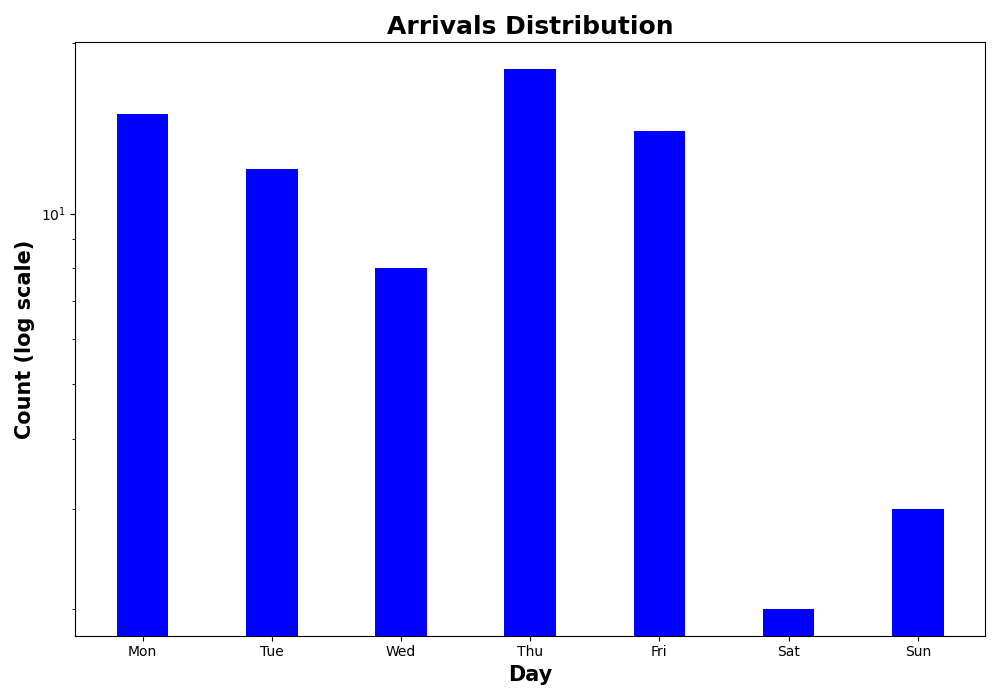 Arrivals Distribution
Count (log scale)
10¹
Mon Tue Wed Thu Fri Sat Sun
Day